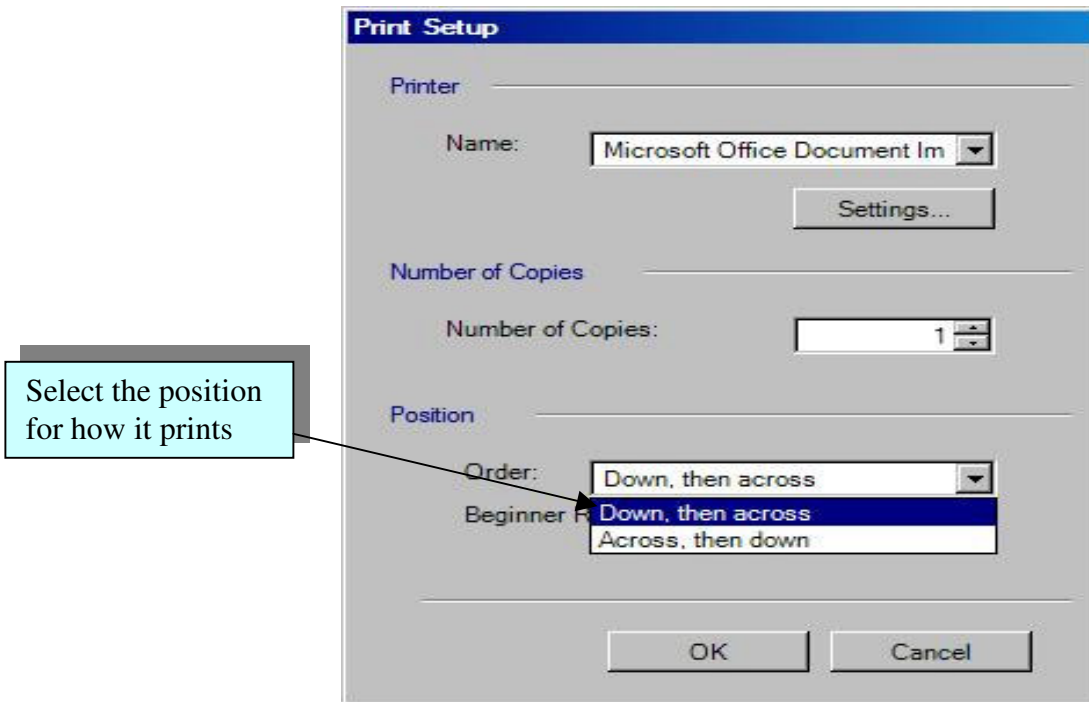 Print Setup
Printer
Name: Microsoft Office Document Im
Settings...
Number of Copies
Number of Copies: 1
Select the position
for how it prints
Position
Order: Down, then across
Beginner Down, then across
Across, then down
OK Cancel